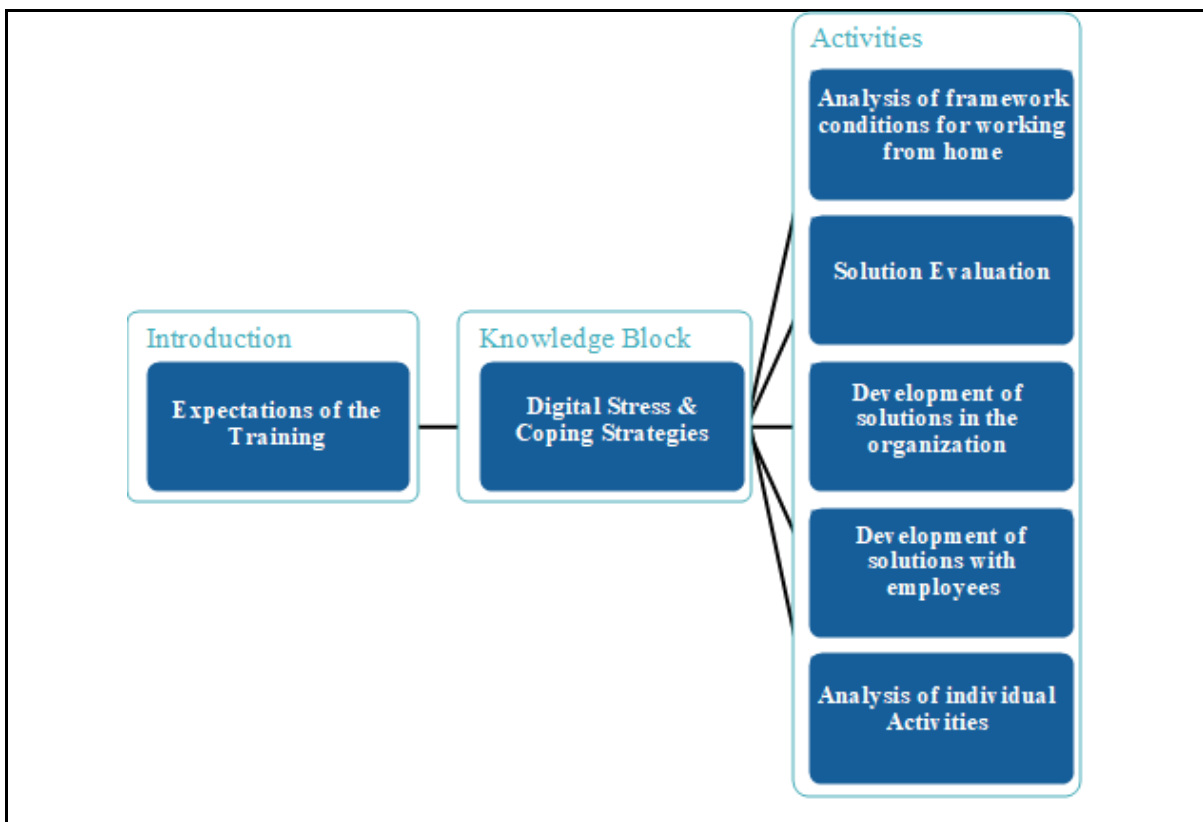 Introduction
Expectations of the
Training
Knowledge Block
Digital Stress &
Coping Strategies
Activities
Analysis of framework
conditions for working
from home
Solution Evaluation
Development of
solutions in the
organization
Development of
solutions with
employees
Analysis of individual
Activities